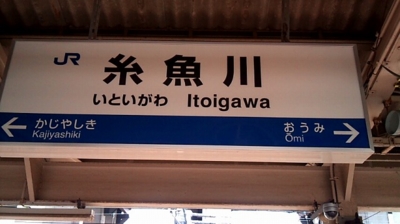 JR
糸魚川
いといがわ Itoigawa
← かじやしき おうみ →
Kajiyashiki Ōmi